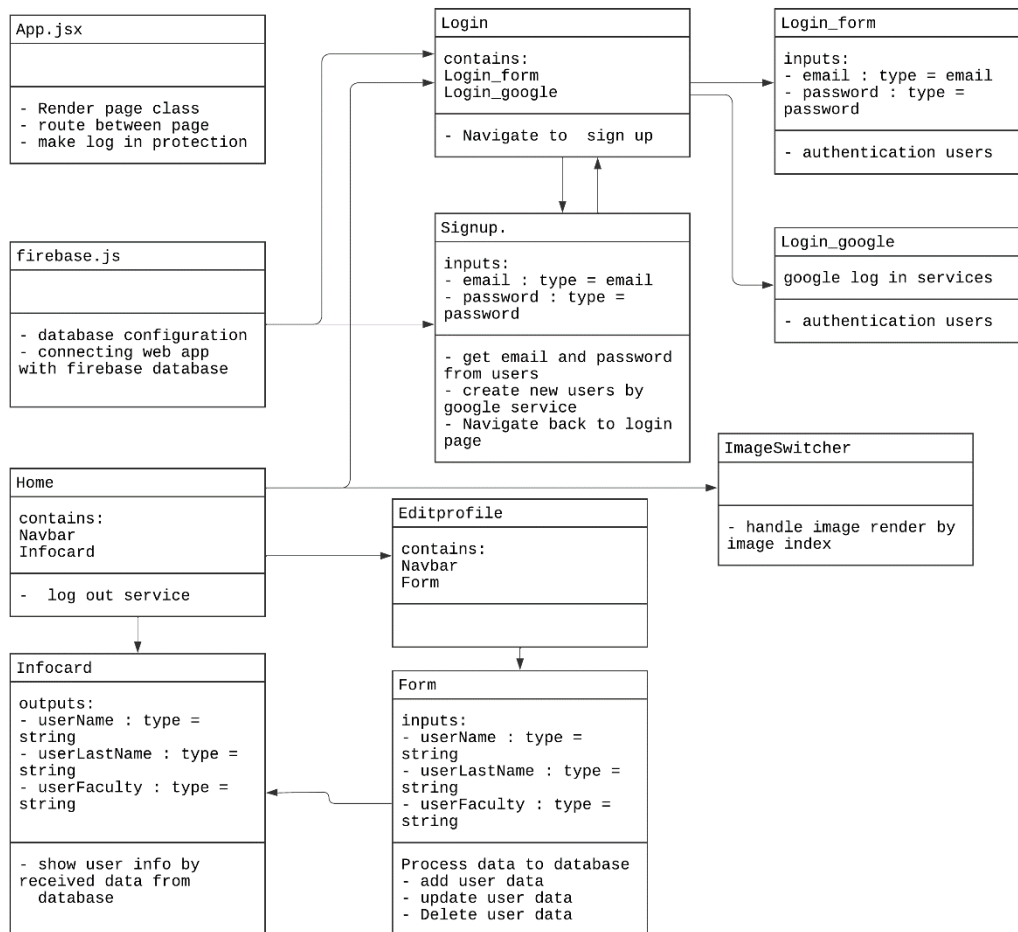 App.jsx
- Render page class
- route between page
- make log in protection
Login
contains:
Login_form
Login_google
- Navigate to  sign up
Login_form
inputs:
- email : type = email
- password : type =
password
- authentication users
firebase.js
- database configuration
- connecting web app
with firebase database
Signup.
inputs:
- email : type = email
- password : type =
password
- get email and password
from users
- create new users by
google service
- Navigate back to login
page
Login_google
google log in services
- authentication users
Home
contains:
Navbar
Infocard
-  log out service
Editprofile
contains:
Navbar
Form
ImageSwitcher
- handle image render by
image index
Infocard
outputs:
- userName : type =
string
- userLastName : type =
string
- userFaculty : type =
string
- show user info by
received data from
database
Form
inputs:
- userName : type =
string
- userLastName : type =
string
- userFaculty : type =
string
Process data to database
- add user data
- update user data
- Delete user data